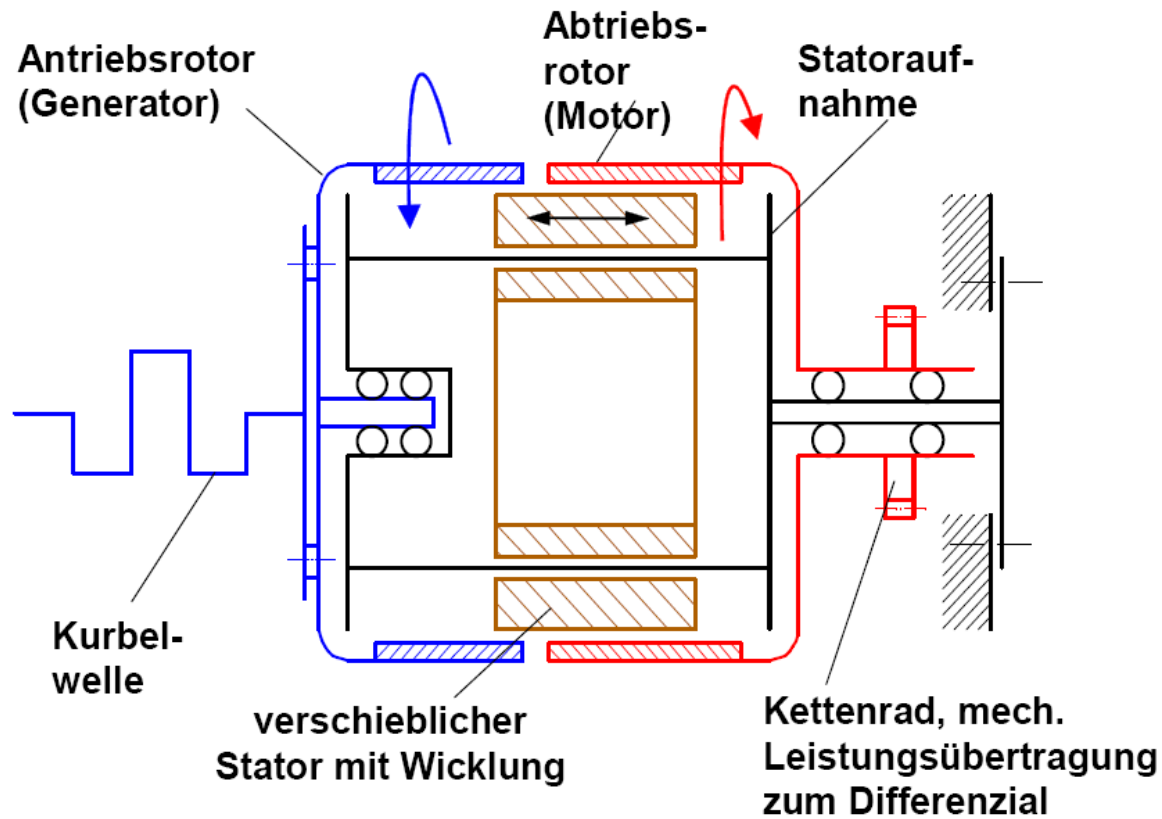 Antriebsrotor
(Generator)
Abtriebs-
rotor
(Motor)
Statorauf-
nahme
Kurbel-
welle
verschieblicher
Stator mit Wicklung
Kettenrad, mech.
Leistungsübertragung
zum Differenzial